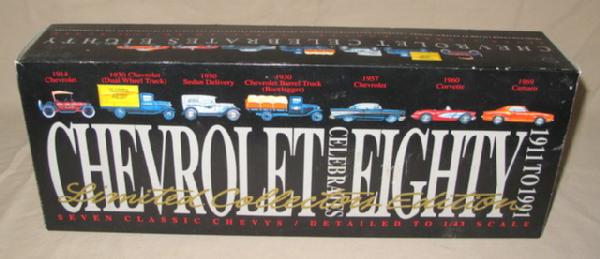 CHEVROLET CELEBRATES EIGHTY
1914
Chevrolet
1930 Chevrolet
(Dual Wheel Truck)
1930
Sedan Delivery
1930
Chevrolet Barrel Truck
(Bootlegger)
1957
Chevrolet
1960
Corvette
1969
Camaro
CHEVROLET CELEBRATES EIGHTY 1911 TO 1991
Limited Collectors Edition
SEVEN CLASSIC CHEVYS / DETAILED TO 1:43 SCALE